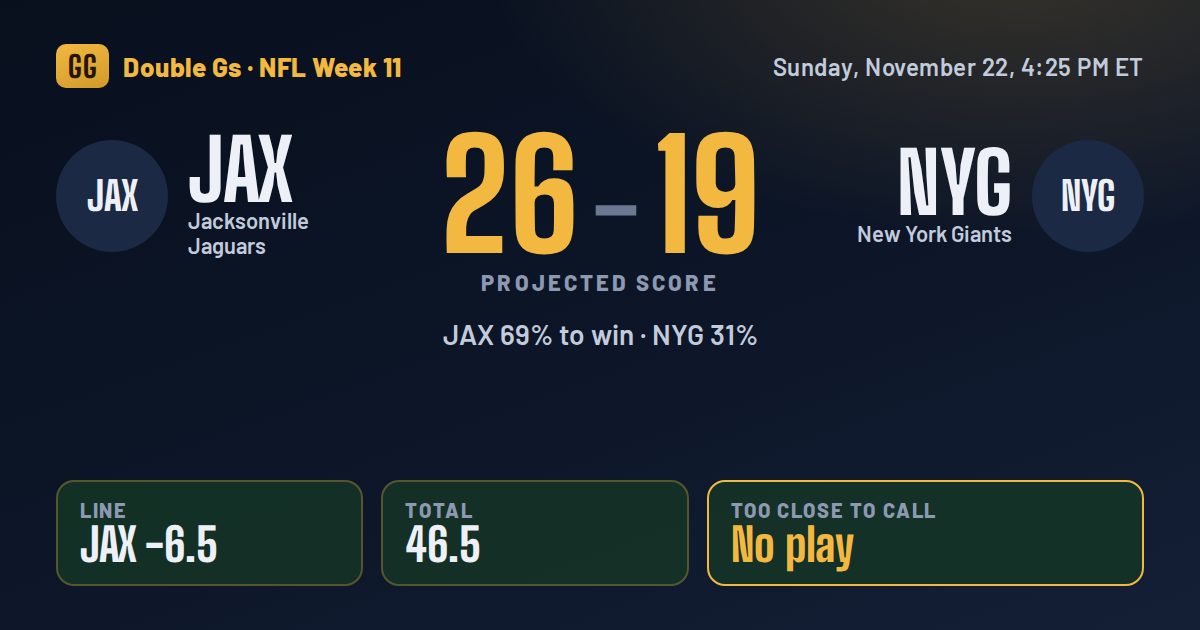 GG Double Gs · NFL Week 11
Sunday, November 22, 4:25 PM ET
JAX
JAX
Jacksonville
Jaguars
26 – 19
PROJECTED SCORE
JAX 69% to win · NYG 31%
NYG
New York Giants
NYG
LINE
JAX −6.5
TOTAL
46.5
TOO CLOSE TO CALL
No play